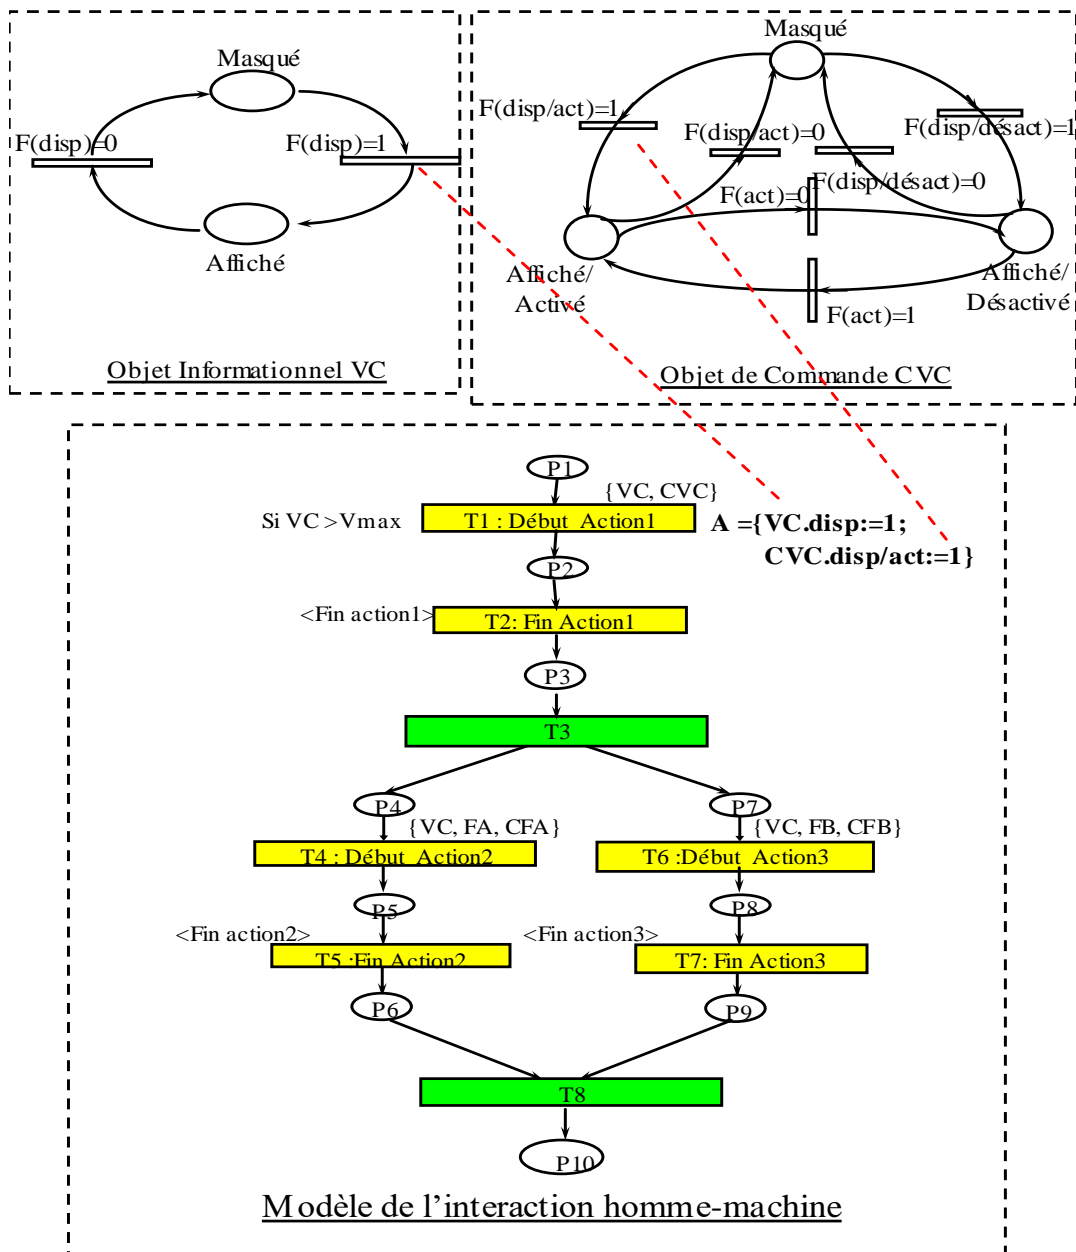 Masqué
F(disp)=0
F(disp)=1
Affiché
Objet Informationnel VC
Masqué
F(disp/act)=1
F(disp/act)=0
F(disp/désact)=1
F(disp/désact)=0
F(act)=0
Affiché/
Activé
Affiché/
Désactivé
F(act)=1
Objet de Commande CVC
P1
{VC, CVC}
Si VC >Vmax
T1 : Début Action1
A ={VC.disp:=1;
CVC.disp/act:=1}
P2
<Fin action1>
T2: Fin Action1
P3
T3
P4
P7
{VC, FA, CFA}
{VC, FB, CFB}
T4 : Début Action2
T6 :Début Action3
P5
P8
<Fin action2>
<Fin action3>
T5 :Fin Action2
T7: Fin Action3
P6
P9
T8
P10
Modèle de l'interaction homme-machine